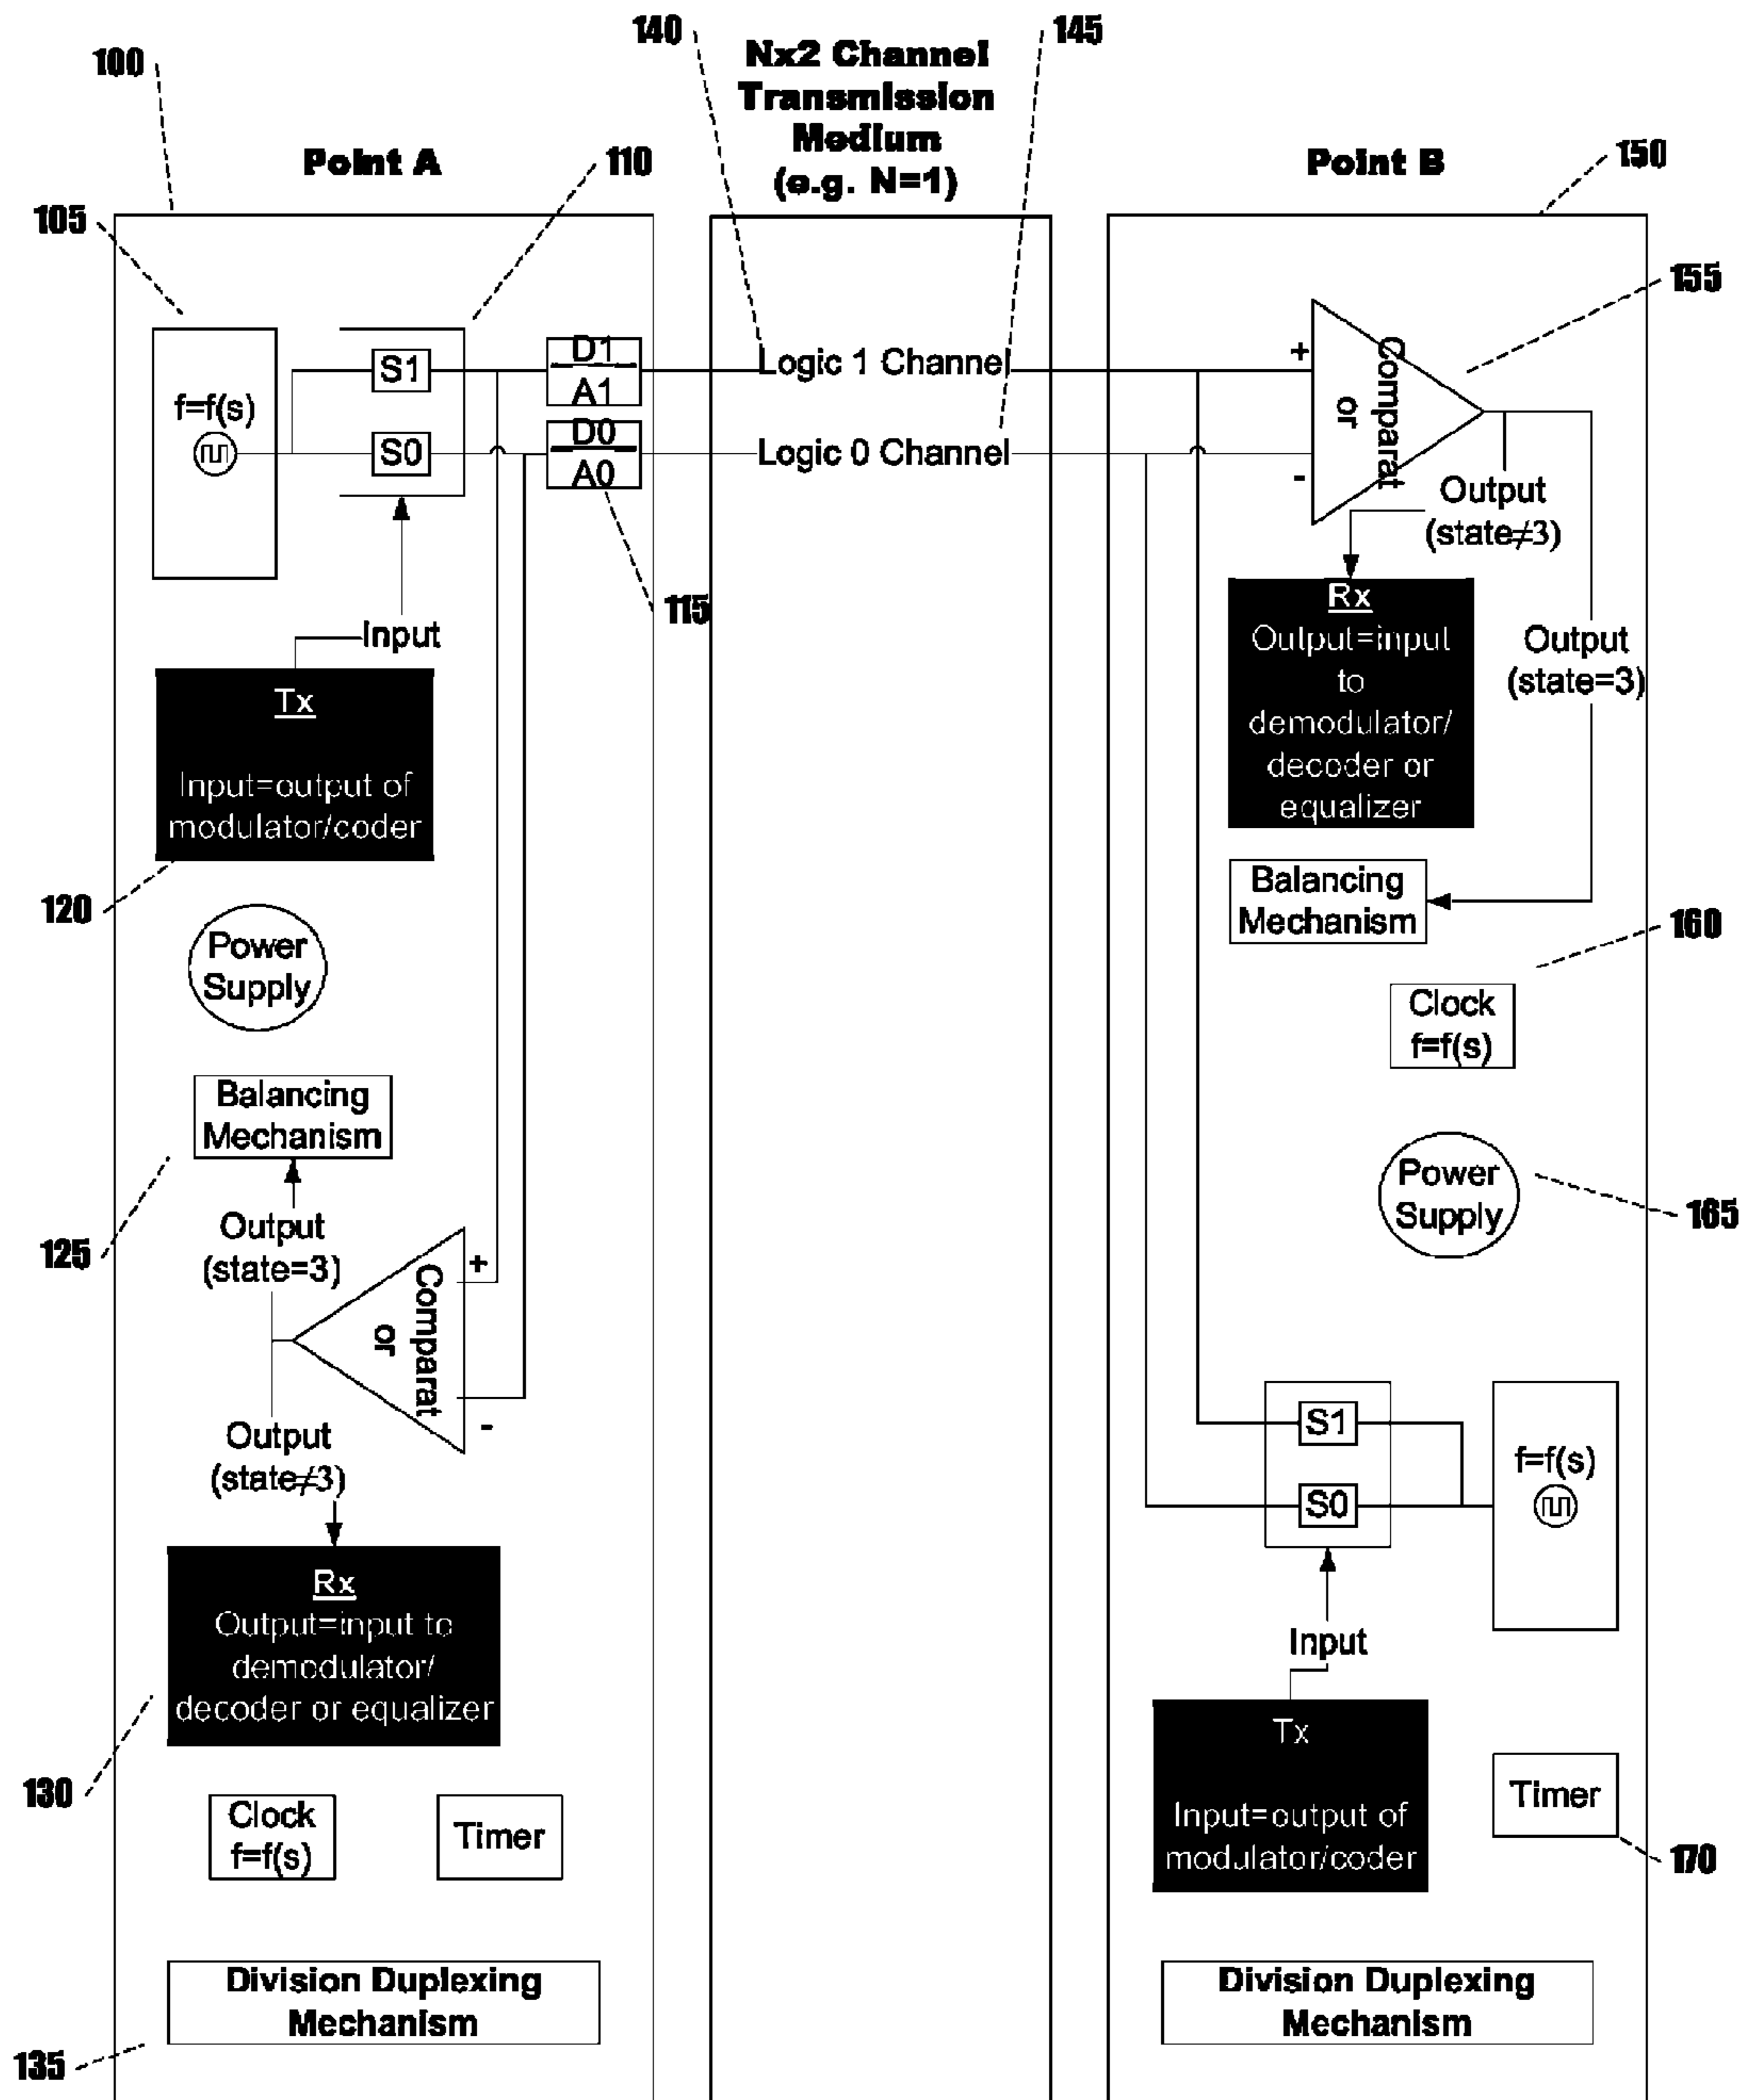 140
145
Nx2 Channel
Transmission
Medium
(e.g. N=1)
100
Point A
110
Point B
150
105
155
f=f(s)
S1
S0
D1
A1
D0
A0
Logic 1 Channel
Logic 0 Channel
+
-
Comparat
or
Output
(state≠3)
115
Input
Tx
Input=output of
modulator/coder
120
Rx
Output=input
to
demodulator/
decoder or
equalizer
Output
(state=3)
Balancing
Mechanism
160
Power
Supply
Clock
f=f(s)
Balancing
Mechanism
125
Output
(state=3)
+
-
Comparat
or
Output
(state≠3)
Power
Supply
165
S1
S0
f=f(s)
Input
Rx
Output=input to
demodulator/
decoder or equalizer
130
Tx
Input=output of
modulator/coder
Timer
170
Clock
f=f(s)
Timer
Division Duplexing
Mechanism
135
Division Duplexing
Mechanism